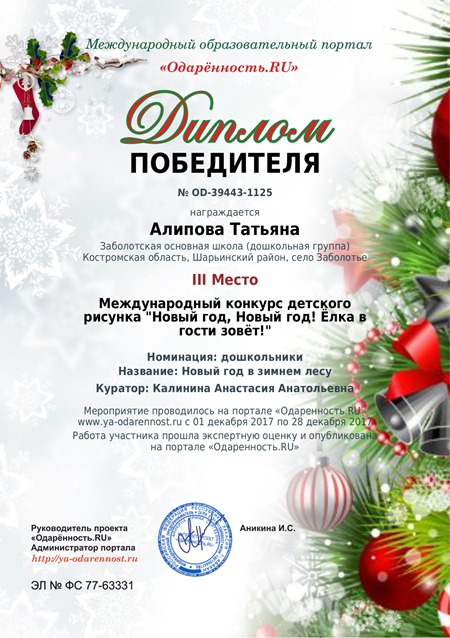 Международный образовательный портал
«Одарённость.RU»
Диплом
ПОБЕДИТЕЛЯ
№ OD-39443-1125
награждается
Алипова Татьяна
Заболотская основная школа (дошкольная группа)
Костромская область, Шарьинский район, село Заболотье
III Место
Международный конкурс детского
рисунка "Новый год, Новый год! Ёлка в
гости зовёт!"
Номинация: дошкольники
Название: Новый год в зимнем лесу
Куратор: Калинина Анастасия Анатольевна
Мероприятие проводилось на портале «Одаренность.RU»
www.ya-odarennost.ru с 01 декабря 2017 по 28 декабря 2017
Работа участника прошла экспертную оценку и опубликована
на портале «Одаренность.RU»
Руководитель проекта
«Одарённость.RU»
Администратор портала
http://ya-odarennost.ru
Аникина И.С.
ЭЛ № ФС 77-63331